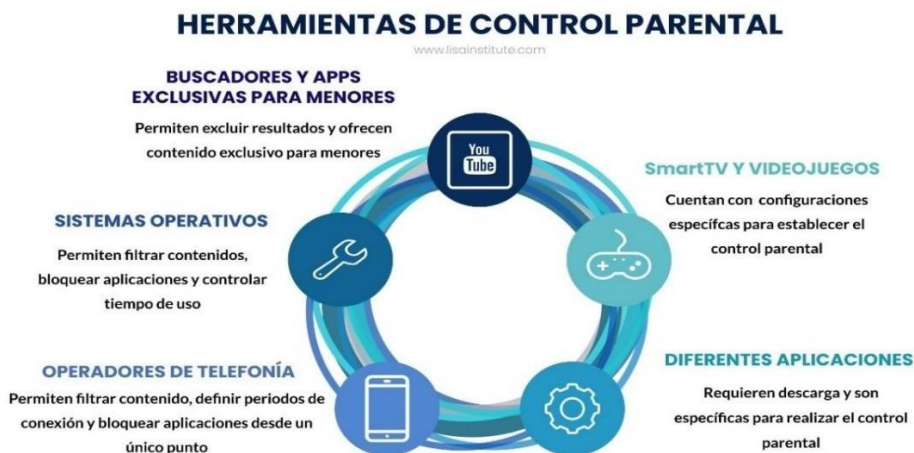 HERRAMIENTAS DE CONTROL PARENTAL
www.lisainstitute.com
BUSCADORES Y APPS
EXCLUSIVAS PARA MENORES
Permiten excluir resultados y ofrecen
contenido exclusivo para menores
You
Tube
SmartTV Y VIDEOJUEGOS
Cuentan con configuraciones
específcas para establecer el
control parental
SISTEMAS OPERATIVOS
Permiten filtrar contenidos,
bloquear aplicaciones y controlar
tiempo de uso
OPERADORES DE TELEFONÍA
Permiten filtrar contenido, definir periodos de
conexión y bloquear aplicaciones desde un
único punto
DIFERENTES APLICACIONES
Requieren descarga y son
específicas para realizar el control
parental